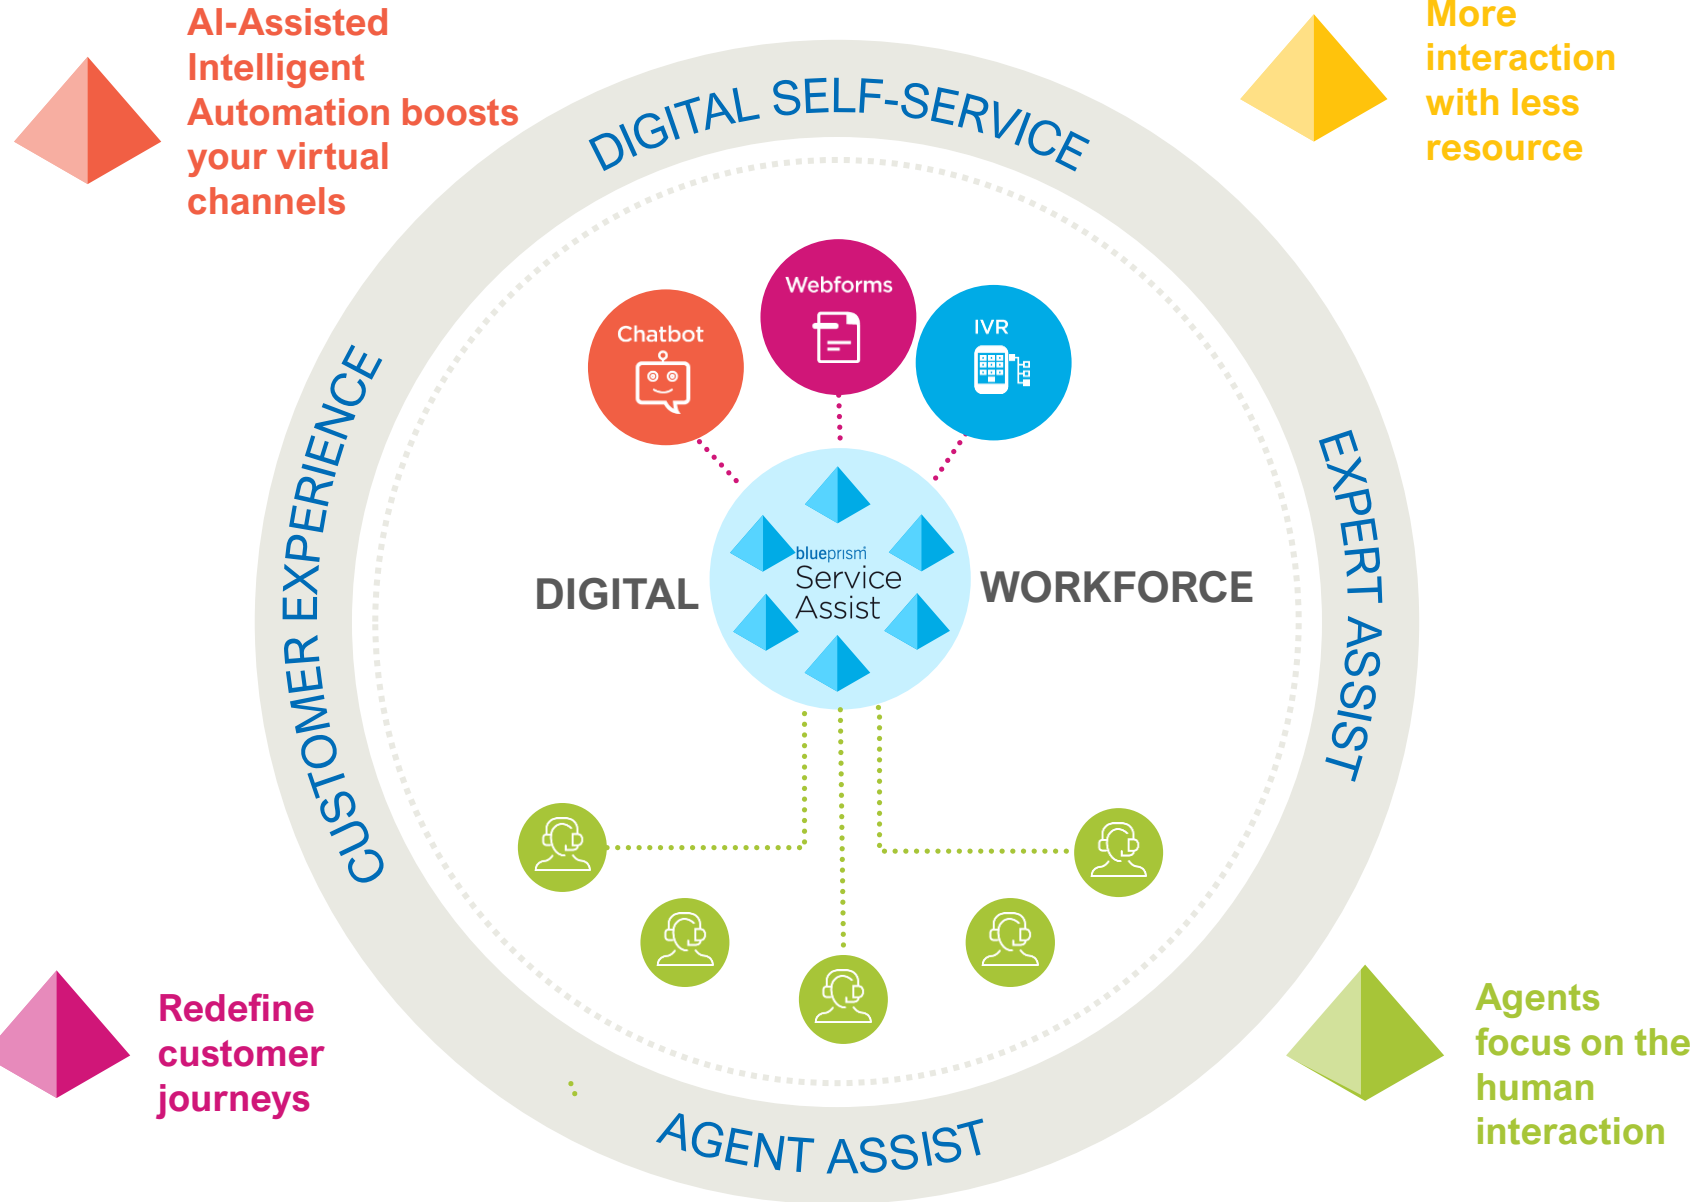 AI-Assisted
Intelligent
Automation boosts
your virtual
channels
More
interaction
with less
resource
DIGITAL SELF-SERVICE
Webforms
Chatbot
IVR
CUSTOMER EXPERIENCE
EXPERT ASSIST
blueprism
Service
Assist
DIGITAL
WORKFORCE
Redefine
customer
journeys
Agents
focus on the
human
interaction
AGENT ASSIST